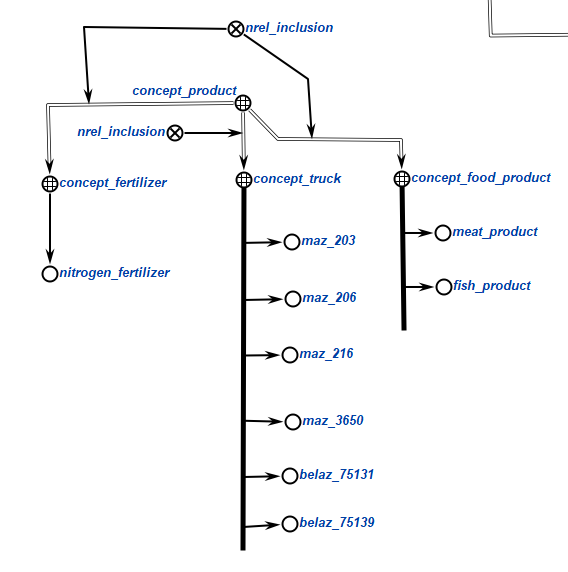 nrel_inclusion
concept_product
nrel_inclusion
concept_fertilizer
concept_truck
concept_food_product
maz_203
meat_product
nitrogen_fertilizer
fish_product
maz_206
maz_216
maz_3650
belaz_75131
belaz_75139